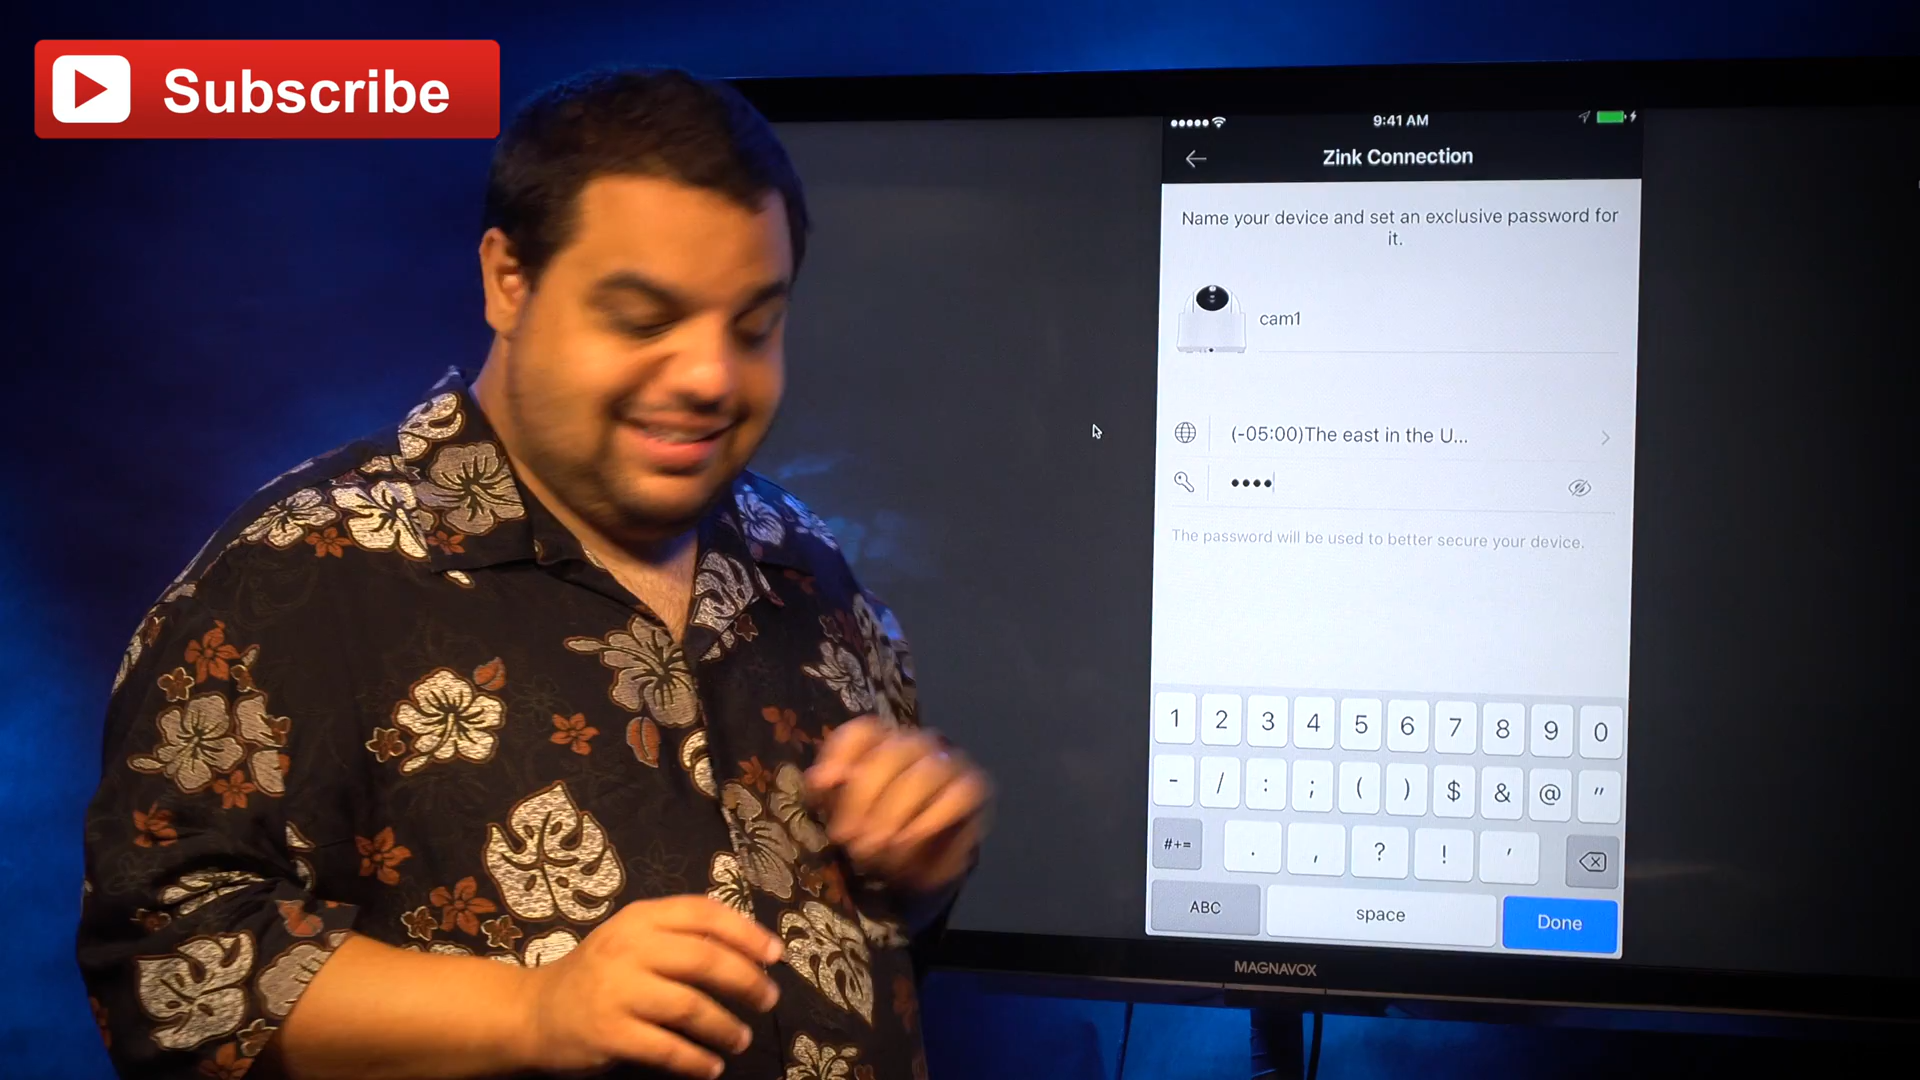 Subscribe
9:41 AM
Zink Connection
Name your device and set an exclusive password for
it.
cam1
(-05:00)The east in the U...
••••
The password will be used to better secure your device.
1 2 3 4 5 6 7 8 9 0
- / : ; ( ) $ & @ "
#+= . , ? ! '
ABC space Done
MAGNAVOX